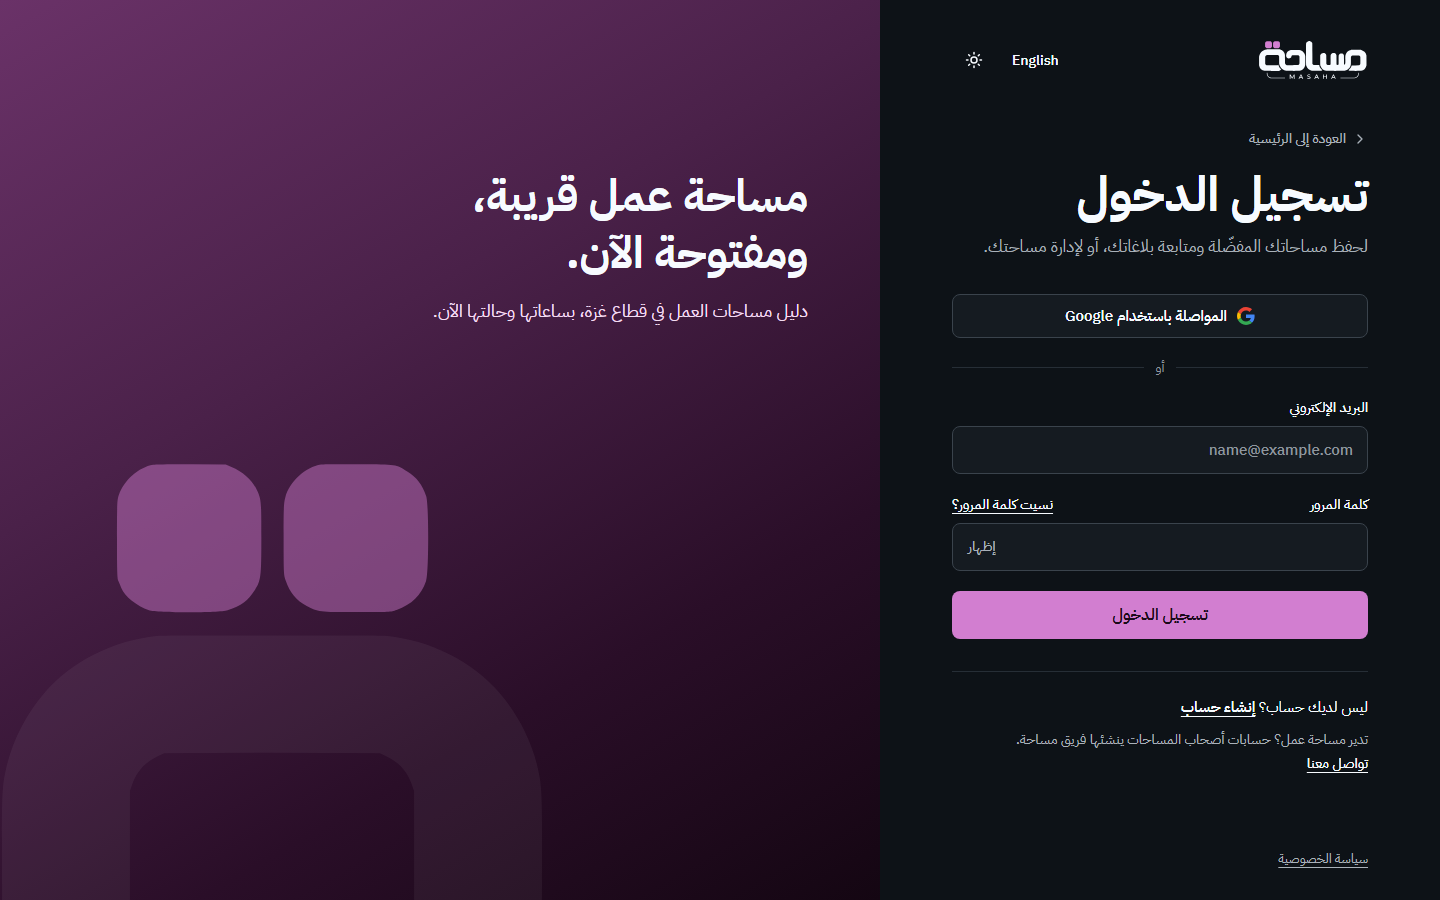 مساحة
MASAHA
English
العودة إلى الرئيسية
تسجيل الدخول
لحفظ مساحاتك المفضّلة ومتابعة بلاغاتك، أو لإدارة مساحتك.
المواصلة باستخدام Google
أو
البريد الإلكتروني
name@example.com
كلمة المرور
نسيت كلمة المرور؟
إظهار
تسجيل الدخول
ليس لديك حساب؟ إنشاء حساب
تدير مساحة عمل؟ حسابات أصحاب المساحات ينشئها فريق مساحة.
تواصل معنا
سياسة الخصوصية
مساحة عمل قريبة،
ومفتوحة الآن.
دليل مساحات العمل في قطاع غزة، بساعاتها وحالتها الآن.